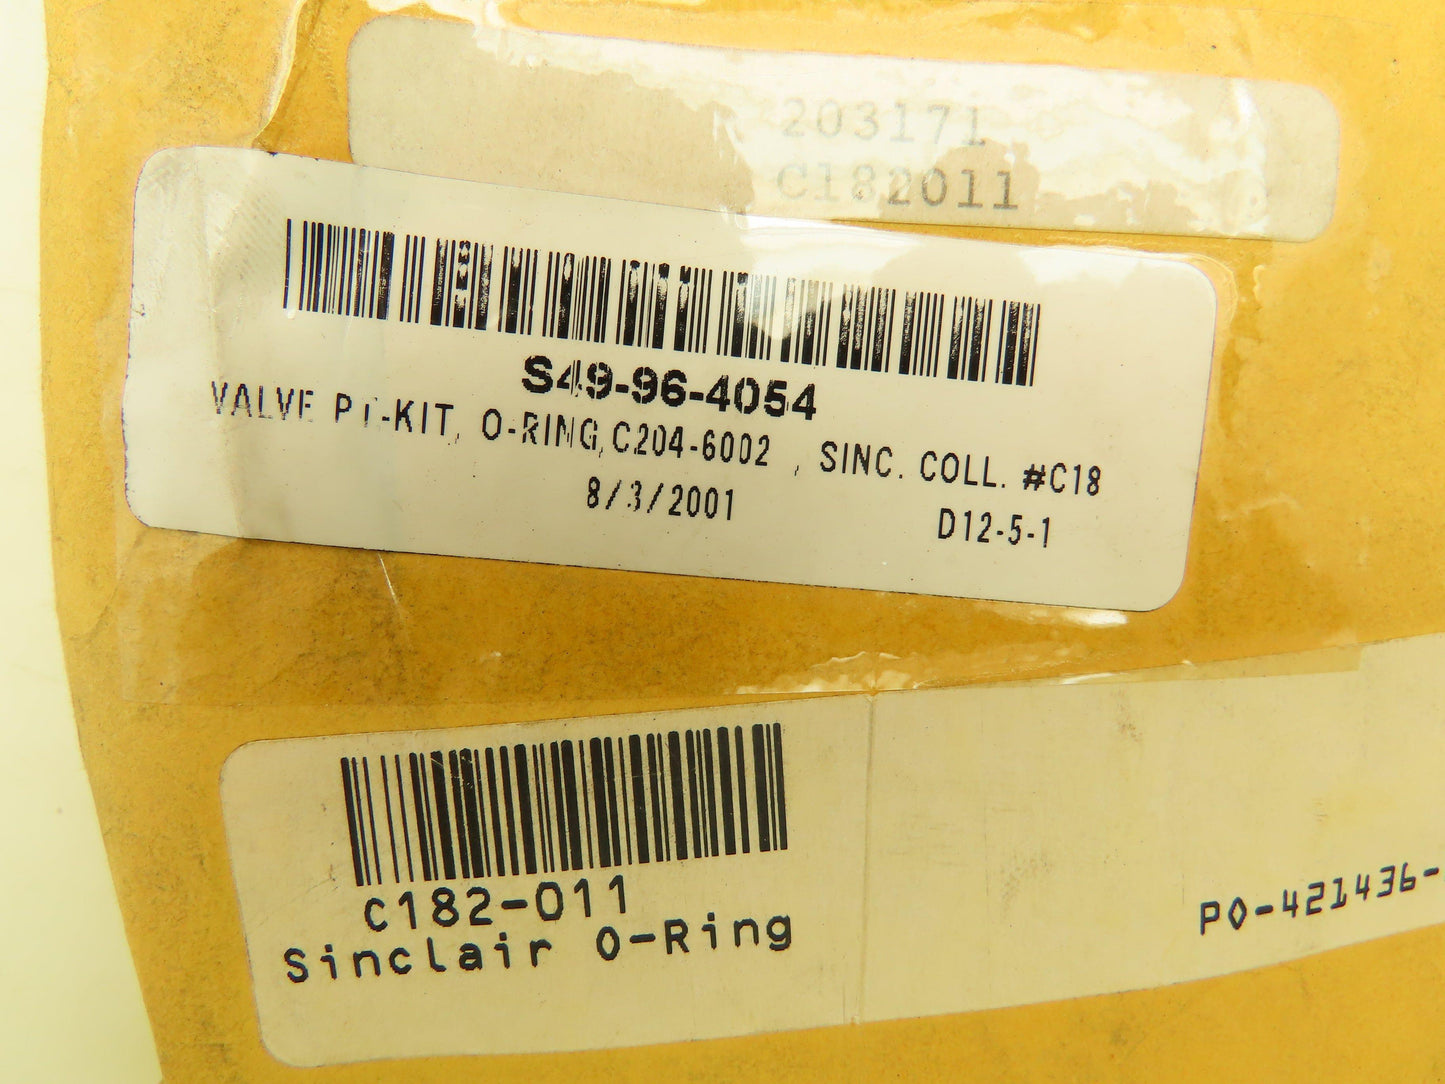 203171
C182011
S49-96-4054
VALVE PT-KIT, O-RING,C204-6002 , SINC. COLL. #C18
8/3/2001 D12-5-1
C182-011
Sinclair O-Ring
PO-421436-